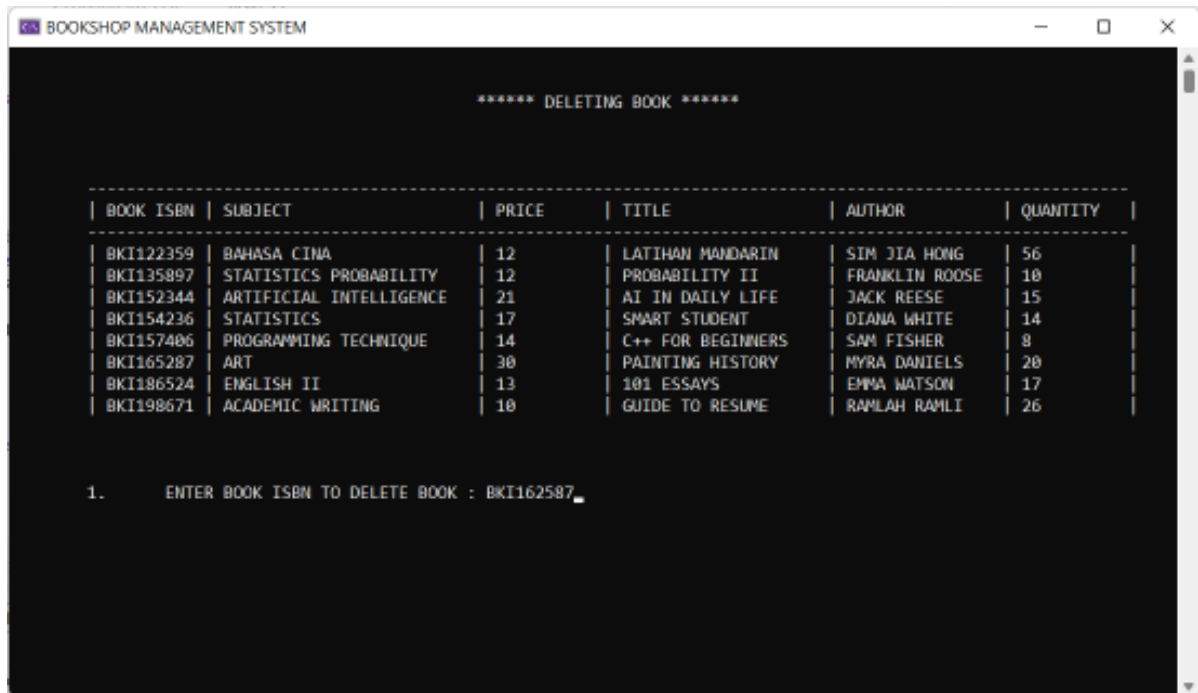 BOOKSHOP MANAGEMENT SYSTEM
****** DELETING BOOK ******
| BOOK ISBN | SUBJECT | PRICE | TITLE | AUTHOR | QUANTITY |
| BKI122359 | BAHASA CINA | 12 | LATIHAN MANDARIN | SIM JIA HONG | 56 |
| BKI135897 | STATISTICS PROBABILITY | 12 | PROBABILITY II | FRANKLIN ROOSE | 10 |
| BKI152344 | ARTIFICIAL INTELLIGENCE | 21 | AI IN DAILY LIFE | JACK REESE | 15 |
| BKI154236 | STATISTICS | 17 | SMART STUDENT | DIANA WHITE | 14 |
| BKI157406 | PROGRAMMING TECHNIQUE | 14 | C++ FOR BEGINNERS | SAM FISHER | 8 |
| BKI165287 | ART | 30 | PAINTING HISTORY | MYRA DANIELS | 20 |
| BKI186524 | ENGLISH II | 13 | 101 ESSAYS | EMMA WATSON | 17 |
| BKI198671 | ACADEMIC WRITING | 10 | GUIDE TO RESUME | RAMLAH RAMLI | 26 |
1. ENTER BOOK ISBN TO DELETE BOOK : BKI162587